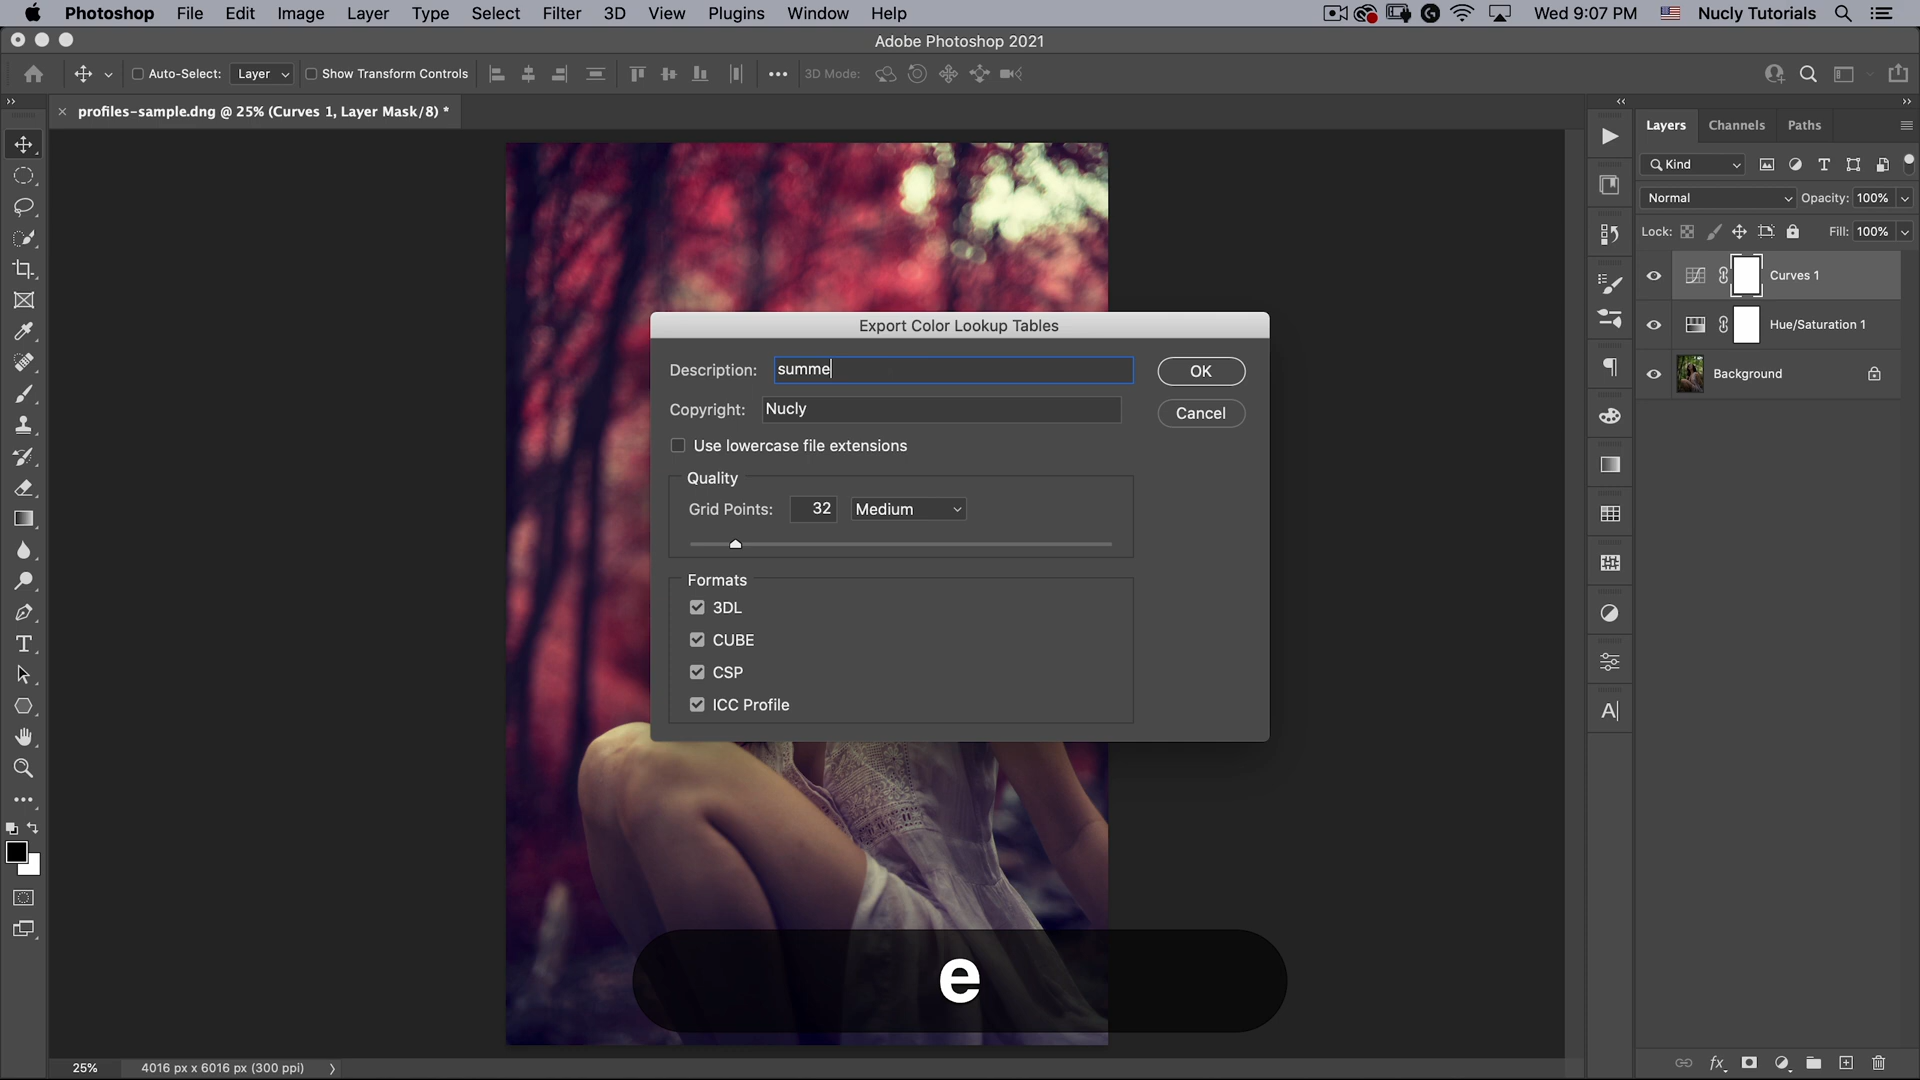 Photoshop File Edit Image Layer Type Select Filter 3D View Plugins Window Help Wed 9:07 PM Nucly Tutorials
Adobe Photoshop 2021
Auto-Select: Layer Show Transform Controls 3D Mode:
profiles-sample.dng @ 25% (Curves 1, Layer Mask/8) *
Layers Channels Paths
Kind
Normal Opacity: 100%
Lock: Fill: 100%
Curves 1
Hue/Saturation 1
Background
Export Color Lookup Tables
Description: summe
OK
Copyright: Nucly
Cancel
Use lowercase file extensions
Quality
Grid Points: 32 Medium
Formats
3DL
CUBE
CSP
ICC Profile
e
25% 4016 px x 6016 px (300 ppi)